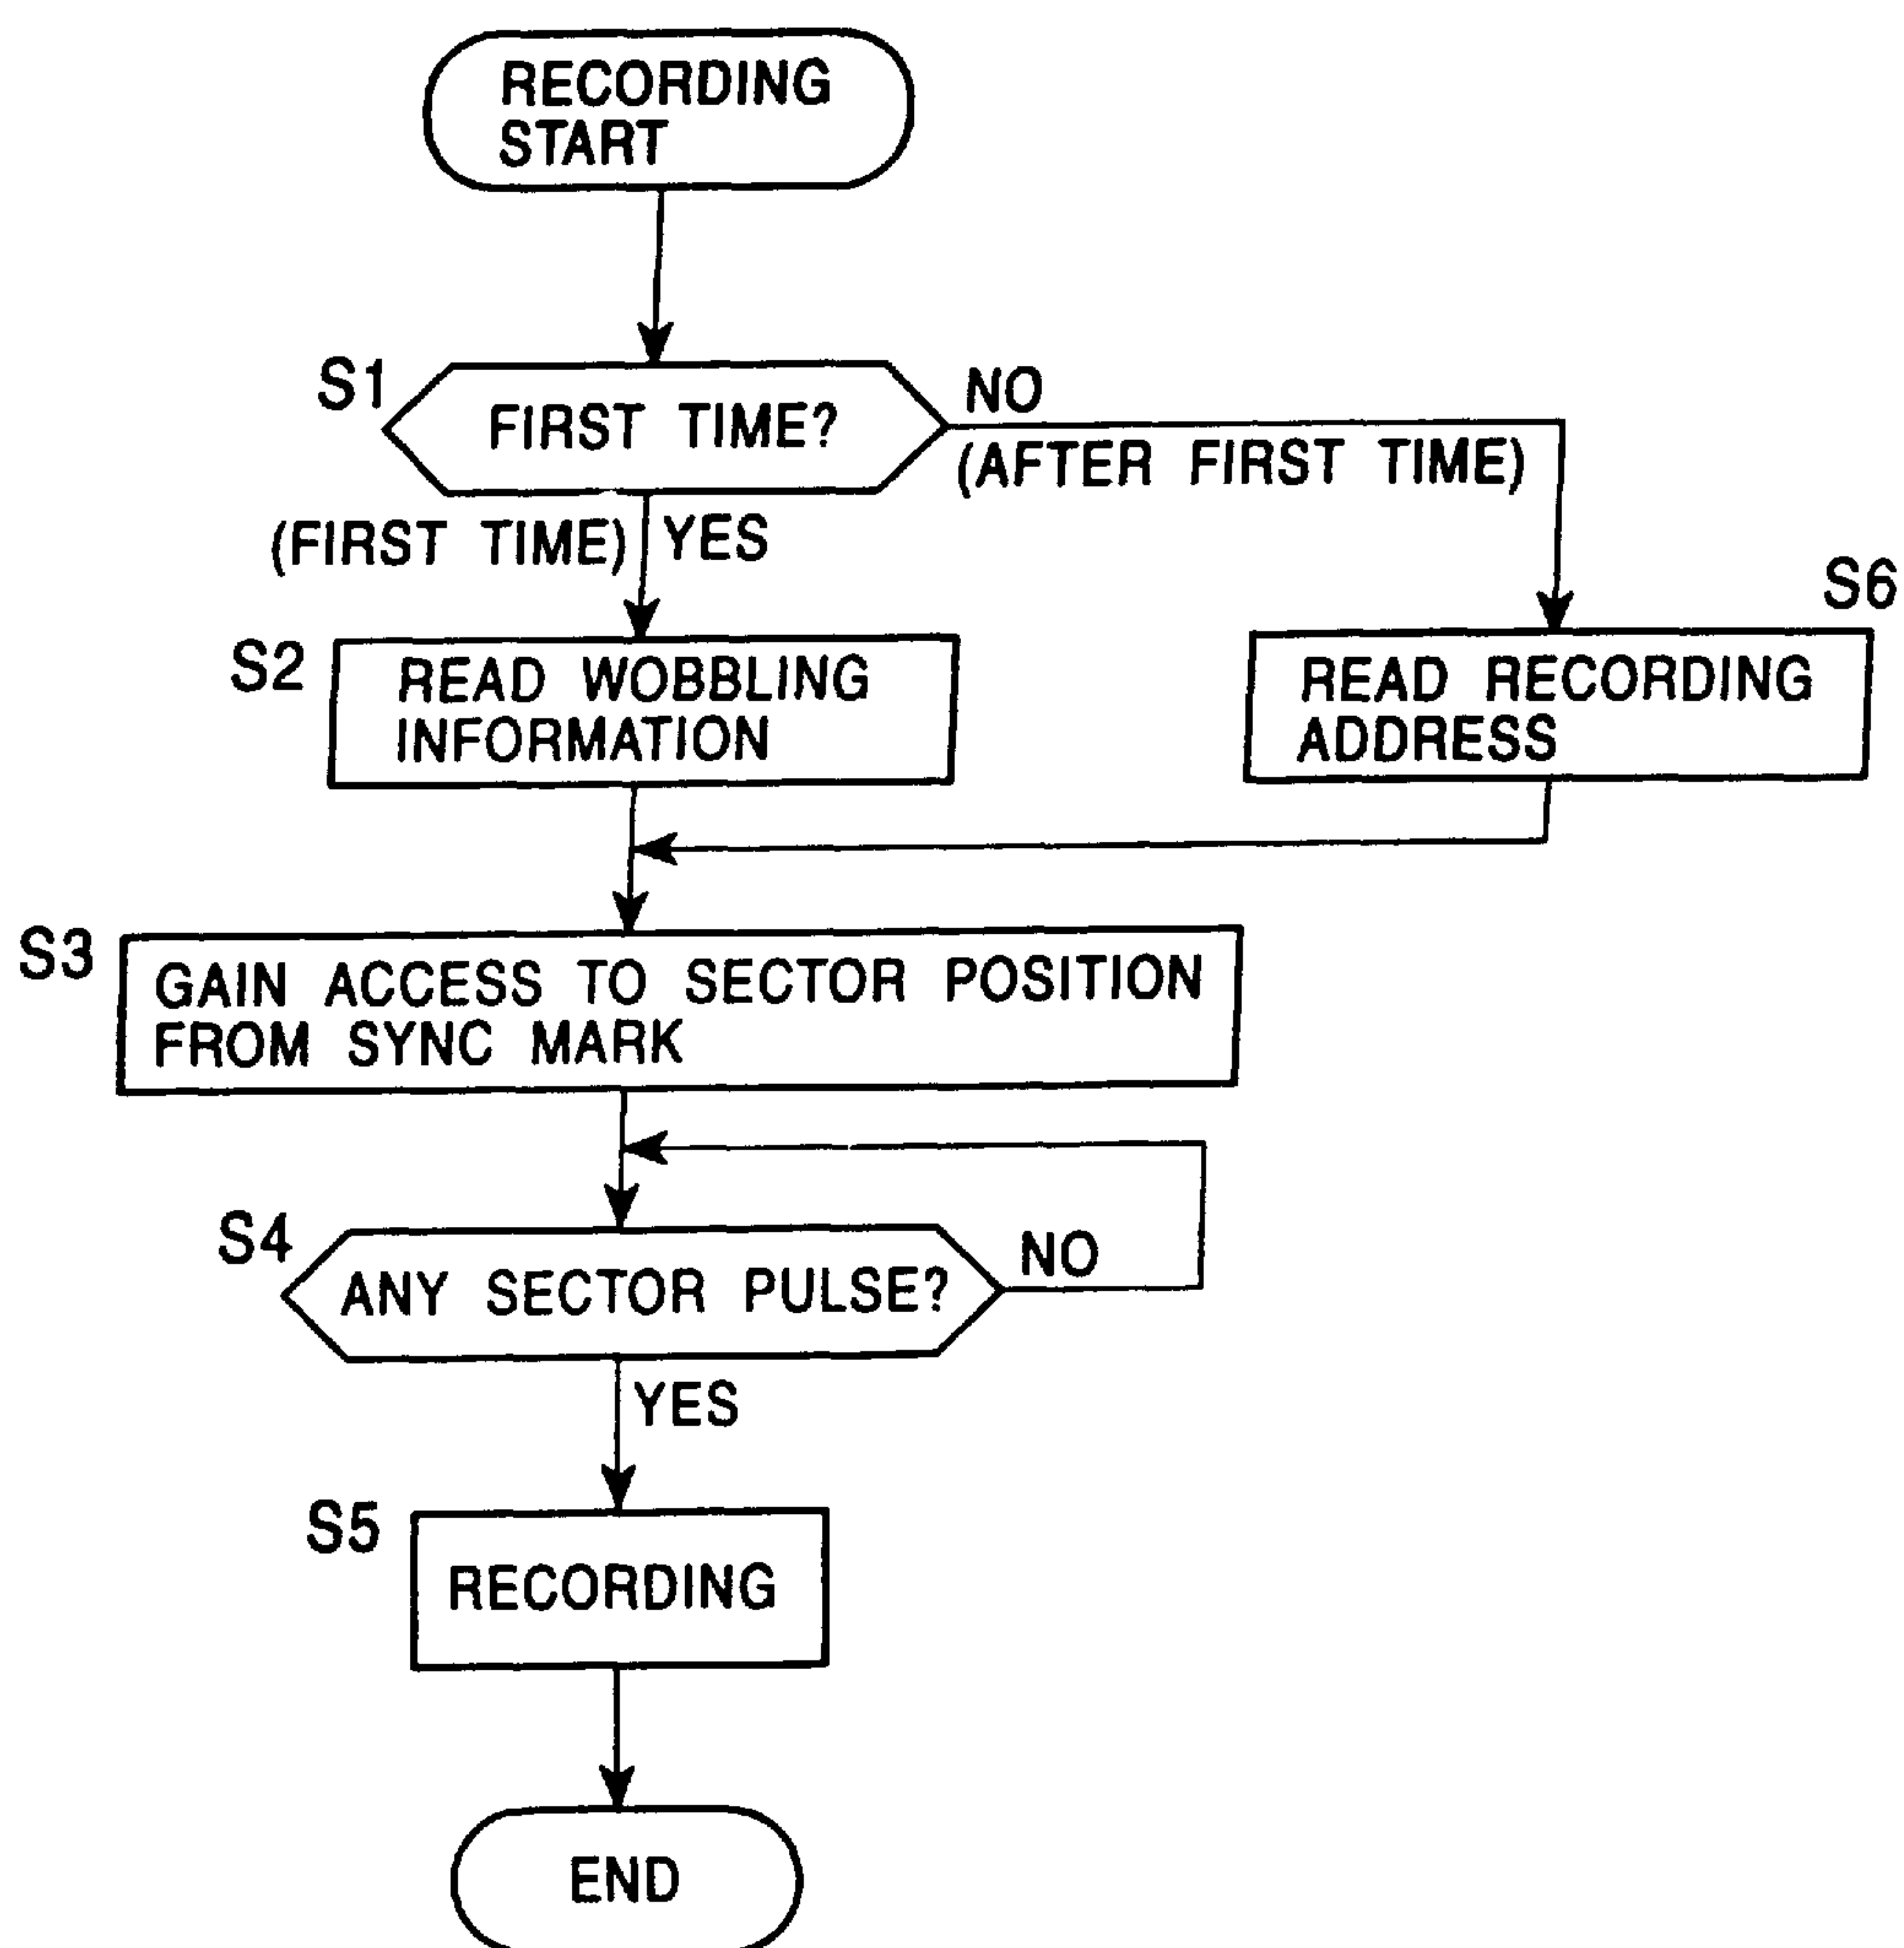 RECORDING
START
S1
FIRST TIME?
NO
(AFTER FIRST TIME)
(FIRST TIME) YES
S6
S2
READ WOBBLING
INFORMATION
READ RECORDING
ADDRESS
S3
GAIN ACCESS TO SECTOR POSITION
FROM SYNC MARK
S4
ANY SECTOR PULSE?
NO
YES
S5
RECORDING
END